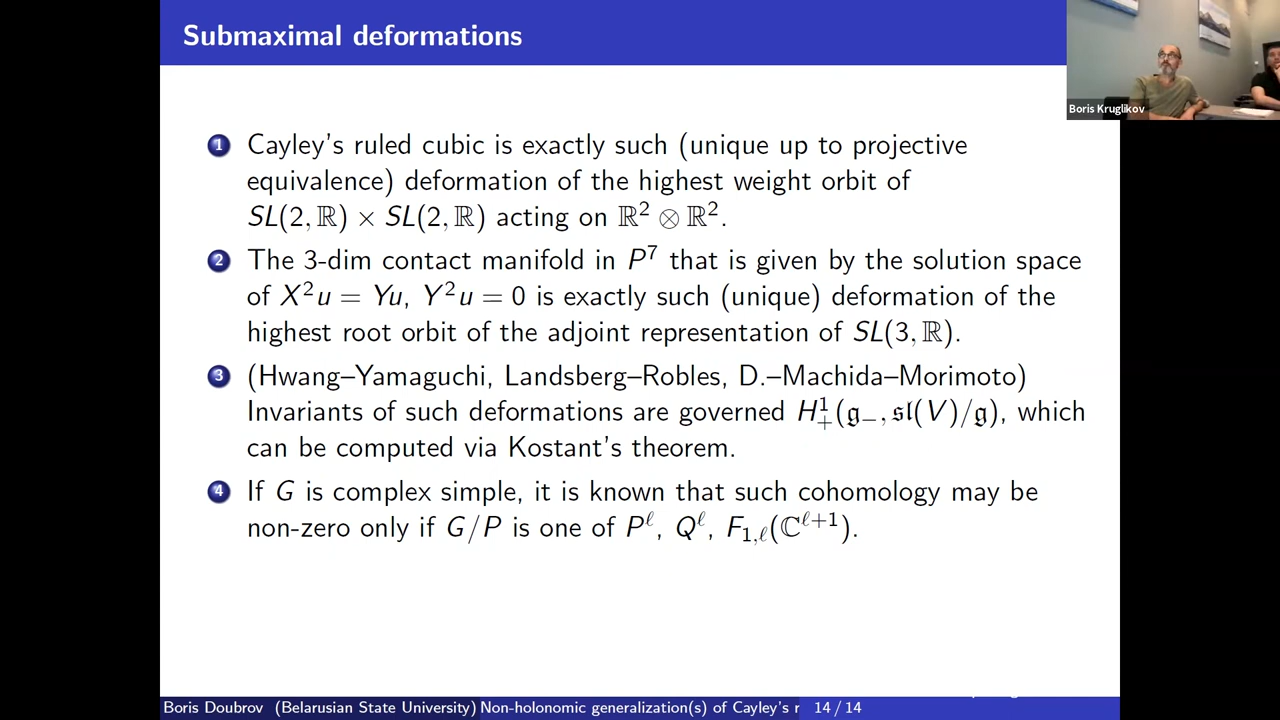 Submaximal deformations
Boris Kruglikov
1 Cayley's ruled cubic is exactly such (unique up to projective
equivalence) deformation of the highest weight orbit of
SL(2, ℝ) × SL(2, ℝ) acting on ℝ² ⊗ ℝ².
2 The 3-dim contact manifold in P⁷ that is given by the solution space
of X²u = Yu, Y²u = 0 is exactly such (unique) deformation of the
highest root orbit of the adjoint representation of SL(3, ℝ).
3 (Hwang–Yamaguchi, Landsberg–Robles, D.–Machida–Morimoto)
Invariants of such deformations are governed H¹₊(𝔤₋, 𝔰𝔩(V)/𝔤), which
can be computed via Kostant's theorem.
4 If G is complex simple, it is known that such cohomology may be
non-zero only if G/P is one of Pˡ, Qˡ, F₁,ℓ(ℂˡ⁺¹).
Boris Doubrov (Belarusian State University) Non-holonomic generalization(s) of Cayley's r 14 / 14